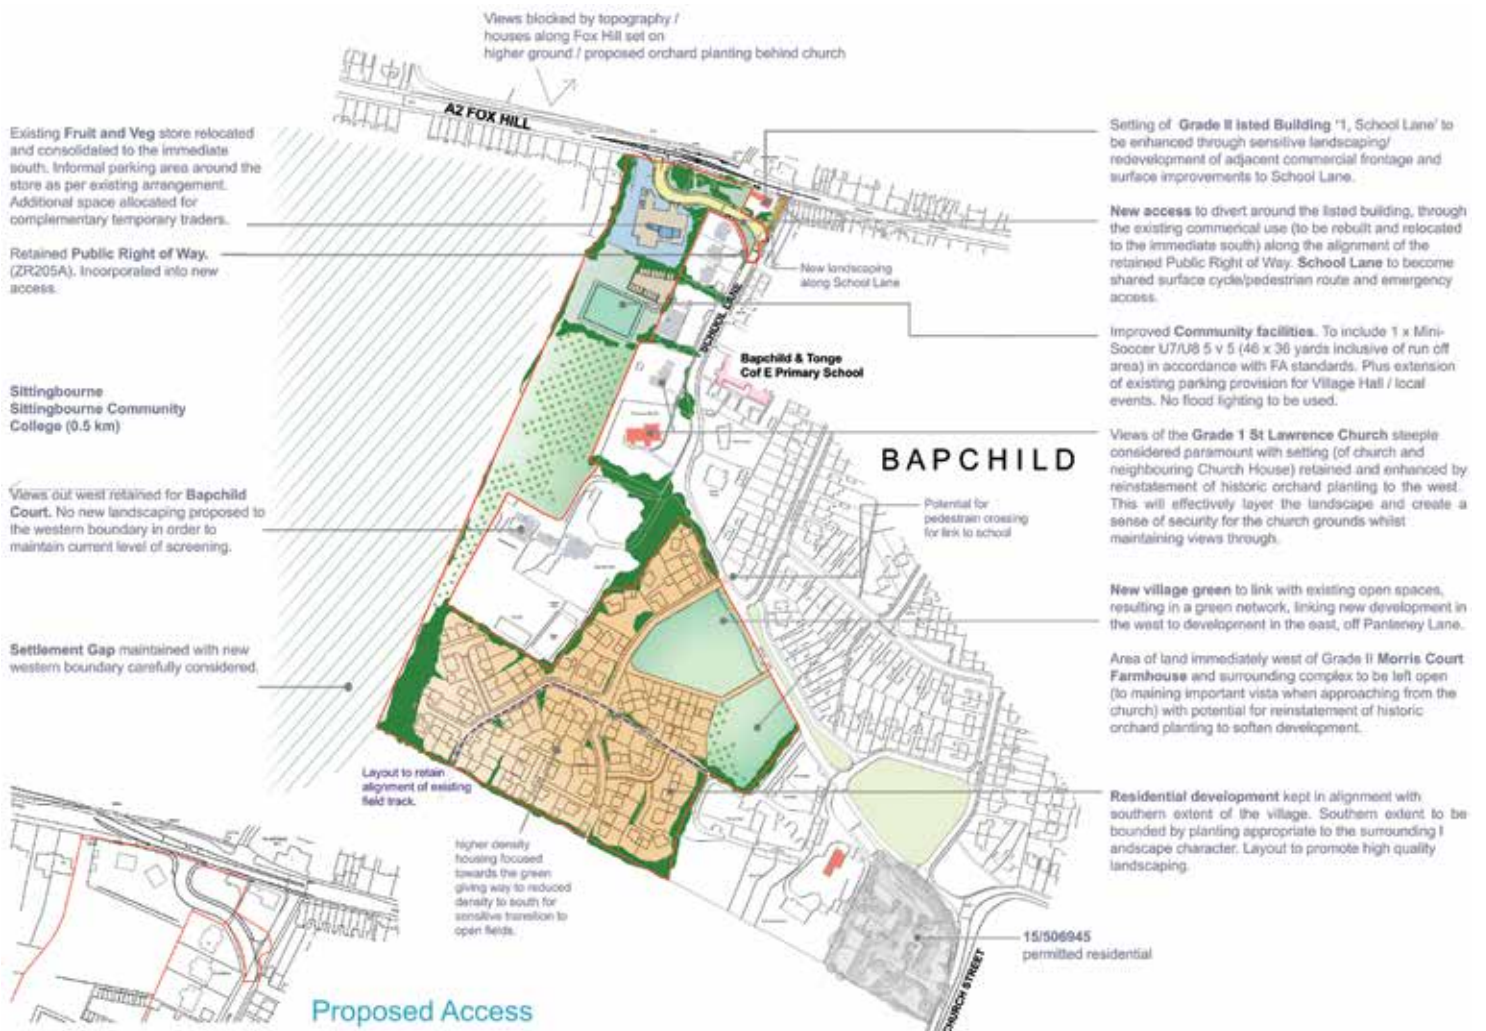 Views blocked by topography /
houses along Fox Hill set on
higher ground / proposed orchard planting behind church
A2 FOX HILL
Existing Fruit and Veg store relocated
and consolidated to the immediate
south. Informal parking area around the
store as per existing arrangement.
Additional space allocated for
complementary temporary traders.
Retained Public Right of Way.
(ZR205A). Incorporated into new
access.
Sittingbourne
Sittingbourne Community
College (0.5 km)
Views out west retained for Bapchild
Court. No new landscaping proposed to
the western boundary in order to
maintain current level of screening.
Settlement Gap maintained with new
western boundary carefully considered.
New landscaping
along School Lane
SCHOOL LANE
Bapchild & Tonge
Cof E Primary School
BAPCHILD
Potential for
pedestrain crossing
for link to school
Layout to retain
alignment of existing
field track.
higher density
housing focused
towards the green
giving way to reduced
density to south for
sensitive transition to
open fields.
Setting of Grade II isted Building '1, School Lane' to
be enhanced through sensitive landscaping/
redevelopment of adjacent commercial frontage and
surface improvements to School Lane.
New access to divert around the listed building, through
the existing commerical use (to be rebuilt and relocated
to the immediate south) along the alignment of the
retained Public Right of Way. School Lane to become
shared surface cycle/pedestrian route and emergency
access.
Improved Community facilities. To include 1 x Mini-
Soccer U7/U8 5 v 5 (46 x 36 yards inclusive of run off
area) in accordance with FA standards. Plus extension
of existing parking provision for Village Hall / local
events. No flood lighting to be used.
Views of the Grade 1 St Lawrence Church steeple
considered paramount with setting (of church and
neighbouring Church House) retained and enhanced by
reinstatement of historic orchard planting to the west.
This will effectively layer the landscape and create a
sense of security for the church grounds whilst
maintaining views through.
New village green to link with existing open spaces,
resulting in a green network, linking new development in
the west to development in the east, off Panteney Lane.
Area of land immediately west of Grade II Morris Court
Farmhouse and surrounding complex to be left open
(to maining important vista when approaching from the
church) with potential for reinstatement of historic
orchard planting to soften development.
Residential development kept in alignment with
southern extent of the village. Southern extent to be
bounded by planting appropriate to the surrounding l
andscape character. Layout to promote high quality
landscaping.
15/506945
permitted residential
CHURCH STREET
Proposed Access